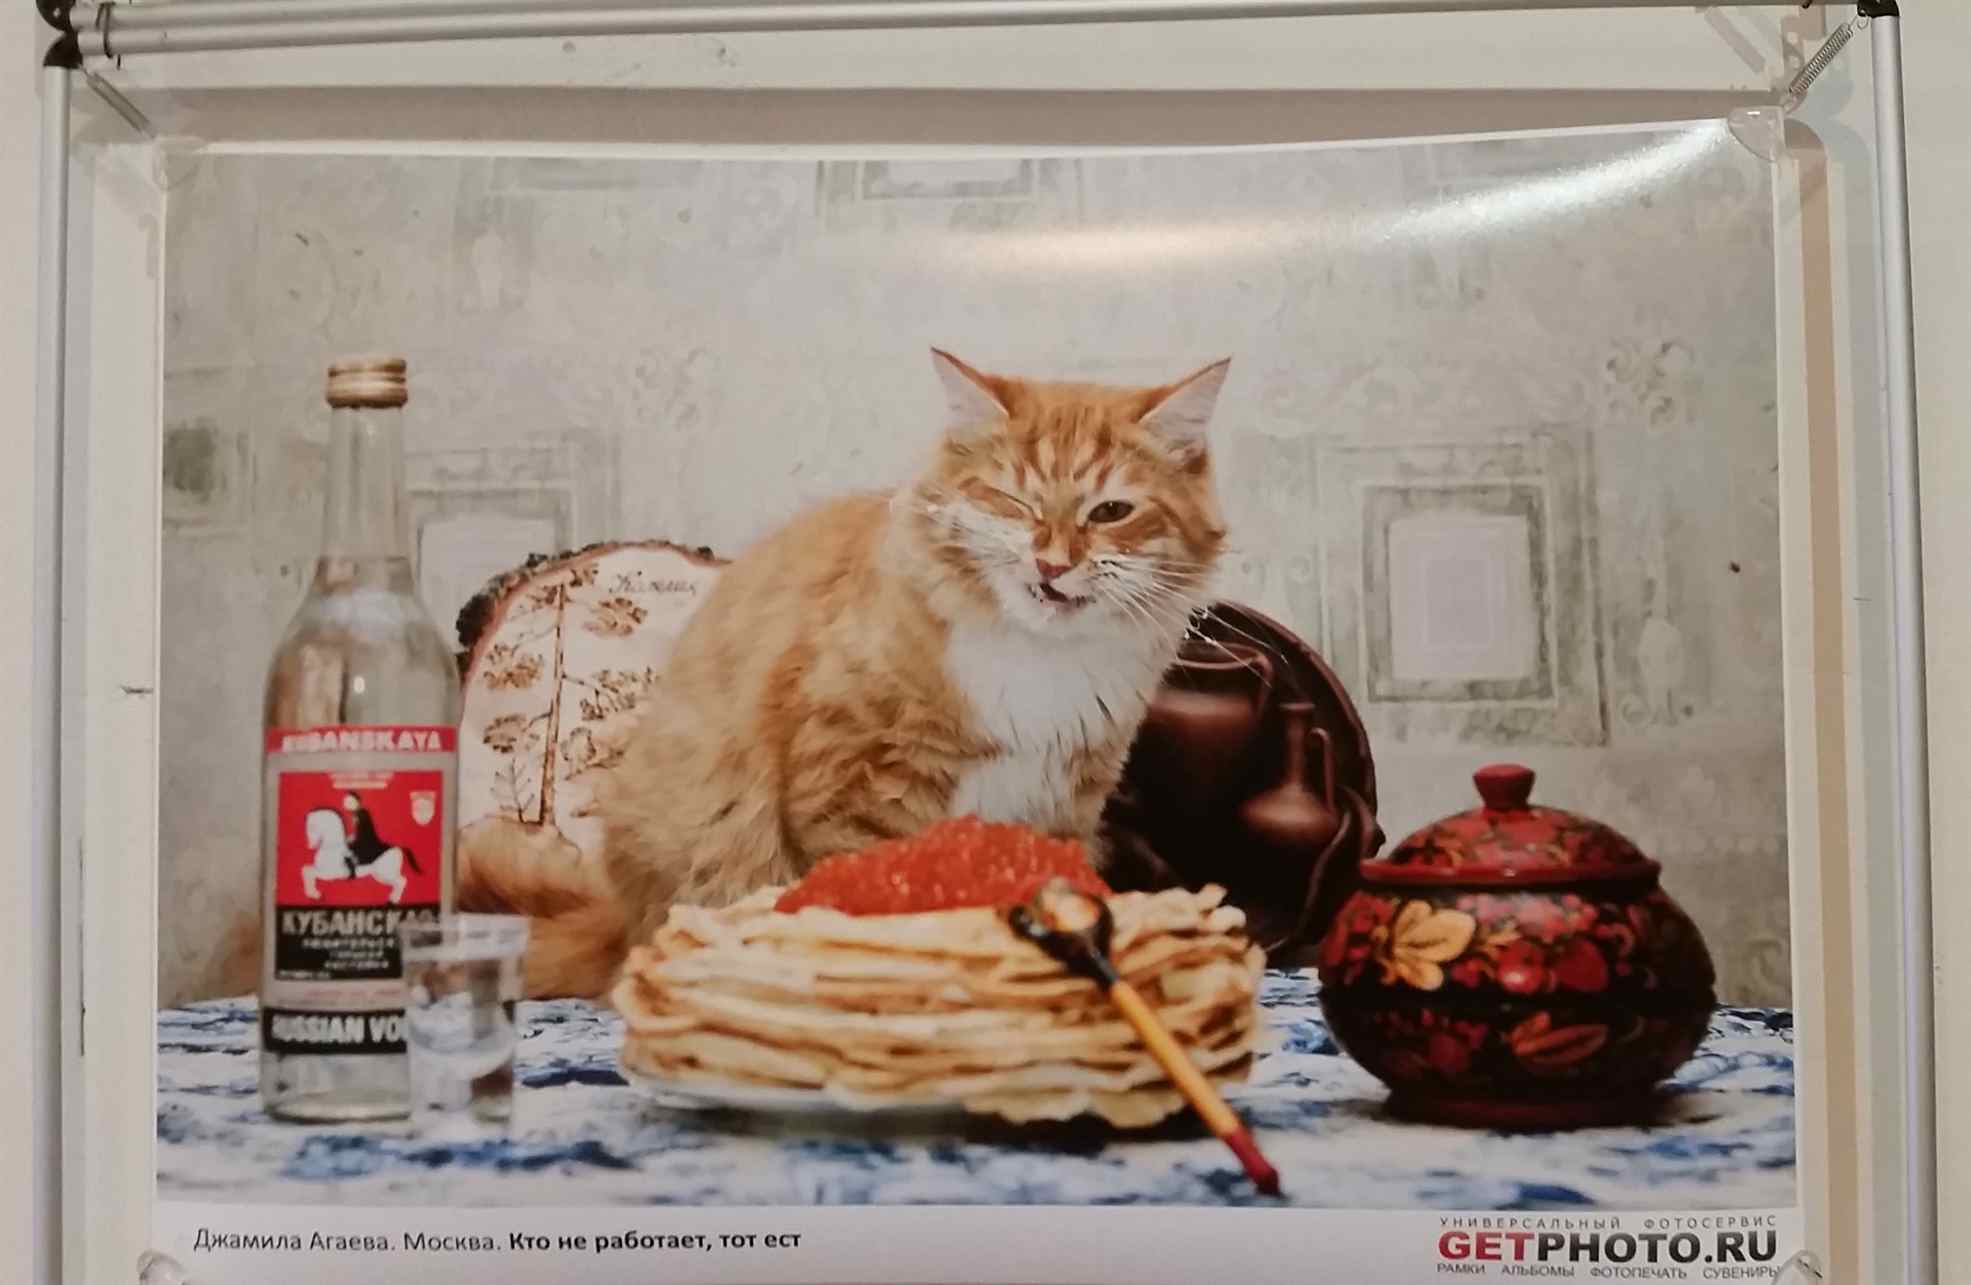 Кажлик
KUBANSKAYA
КУБАНСКАЯ
RUSSIAN VO
Джамила Агаева. Москва. Кто не работает, тот ест
УНИВЕРСАЛЬНЫЙ ФОТОСЕРВИС
GETPHOTO.RU
РАМКИ АЛЬБОМЫ ФОТОПЕЧАТЬ СУВЕНИРЫ